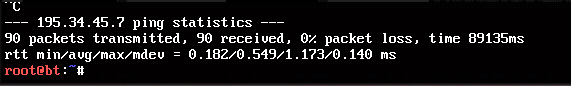 ^C
--- 195.34.45.7 ping statistics ---
90 packets transmitted, 90 received, 0% packet loss, time 89135ms
rtt min/avg/max/mdev = 0.182/0.549/1.173/0.140 ms
root@bt:~#